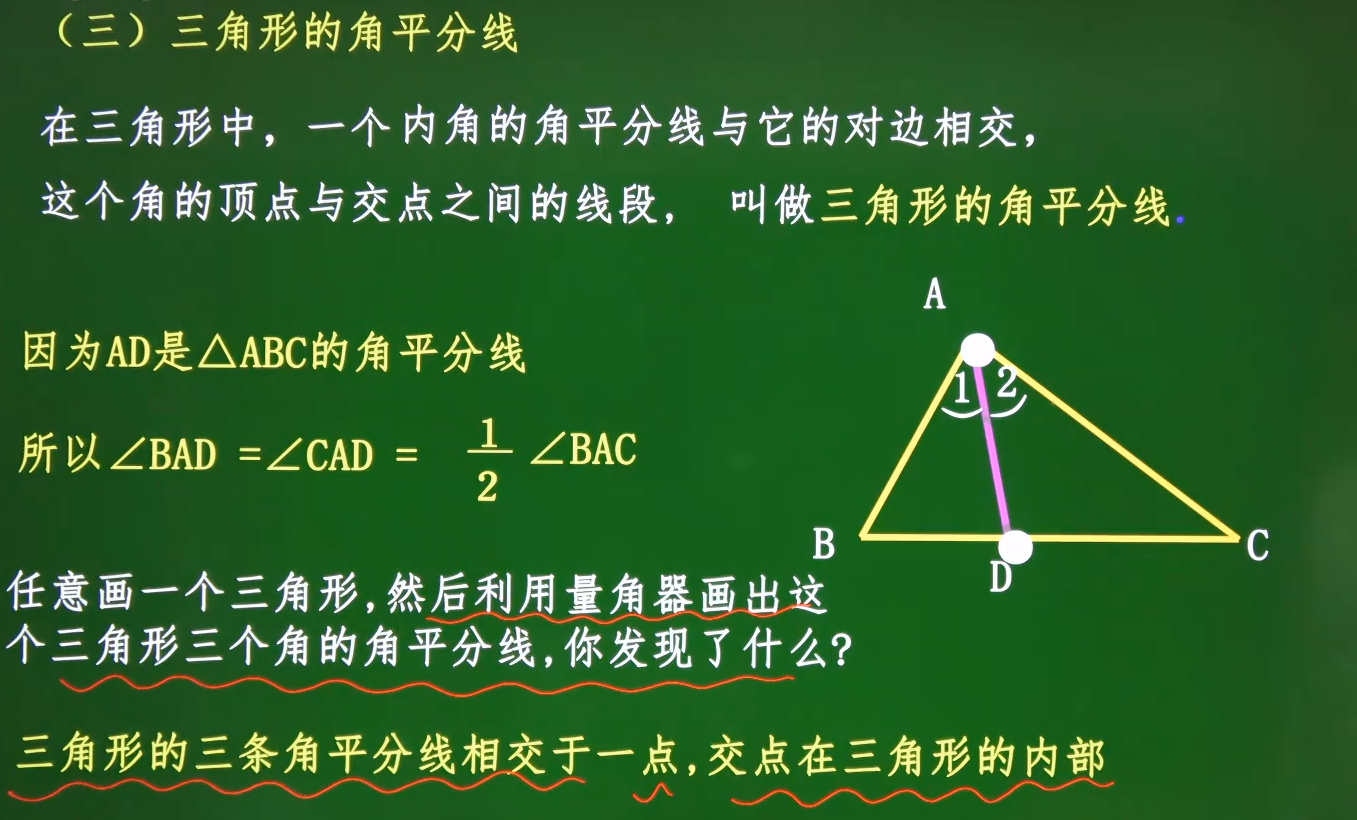 （三）三角形的角平分线
在三角形中，一个内角的角平分线与它的对边相交，
这个角的顶点与交点之间的线段， 叫做三角形的角平分线.
因为AD是△ABC的角平分线
所以∠BAD =∠CAD = 1/2 ∠BAC
A
1 2
B
C
D
任意画一个三角形,然后利用量角器画出这
个三角形三个角的角平分线,你发现了什么?
三角形的三条角平分线相交于一点,交点在三角形的内部